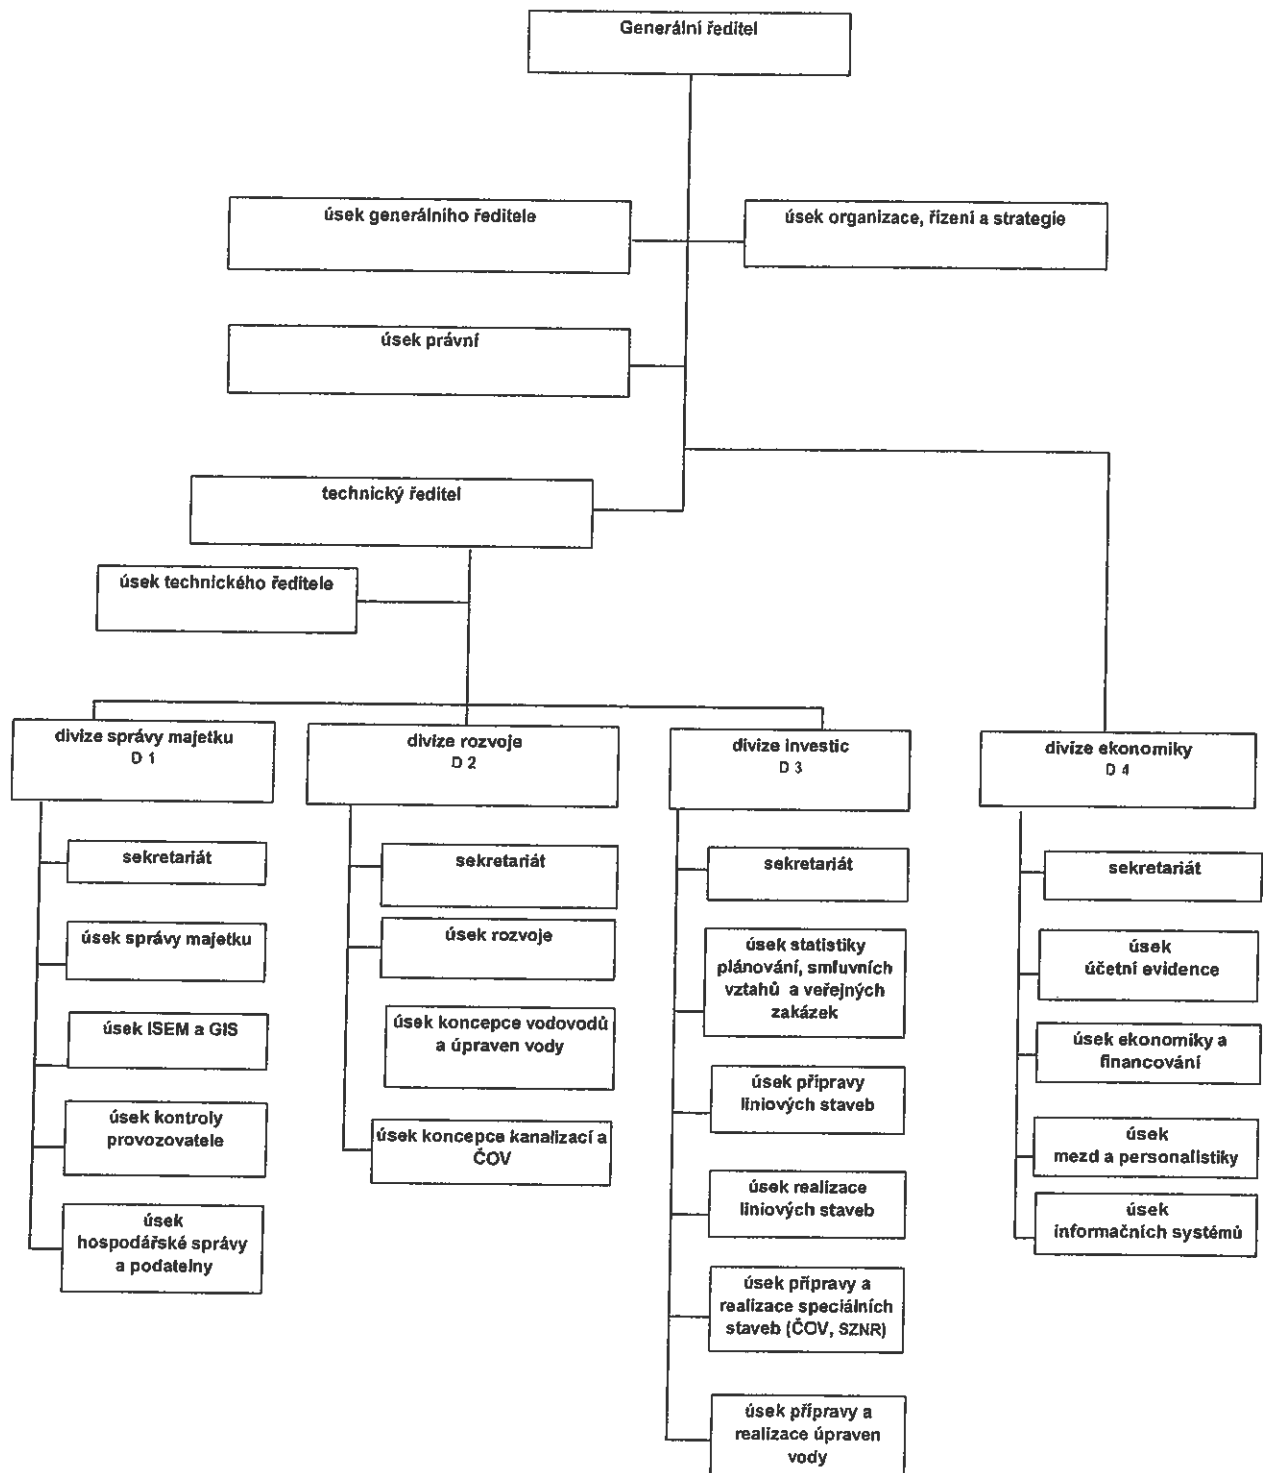 Generální ředitel
úsek generálního ředitele
úsek organizace, řízení a strategie
úsek právní
technický ředitel
úsek technického ředitele
divize správy majetku
D 1
divize rozvoje
D 2
divize investic
D 3
divize ekonomiky
D 4
sekretariát
úsek správy majetku
úsek ISEM a GIS
úsek kontroly
provozovatele
úsek
hospodářské správy
a podatelny
sekretariát
úsek rozvoje
úsek koncepce vodovodů
a úpraven vody
úsek koncepce kanalizací a
ČOV
sekretariát
úsek statistiky
plánování, smluvních
vztahů a veřejných
zakázek
úsek přípravy
liniových staveb
úsek realizace
liniových staveb
úsek přípravy a
realizace speciálních
staveb (ČOV, SZNR)
úsek přípravy a
realizace úpraven
vody
sekretariát
úsek
účetní evidence
úsek ekonomiky a
financování
úsek
mezd a personalistiky
úsek
informačních systémů